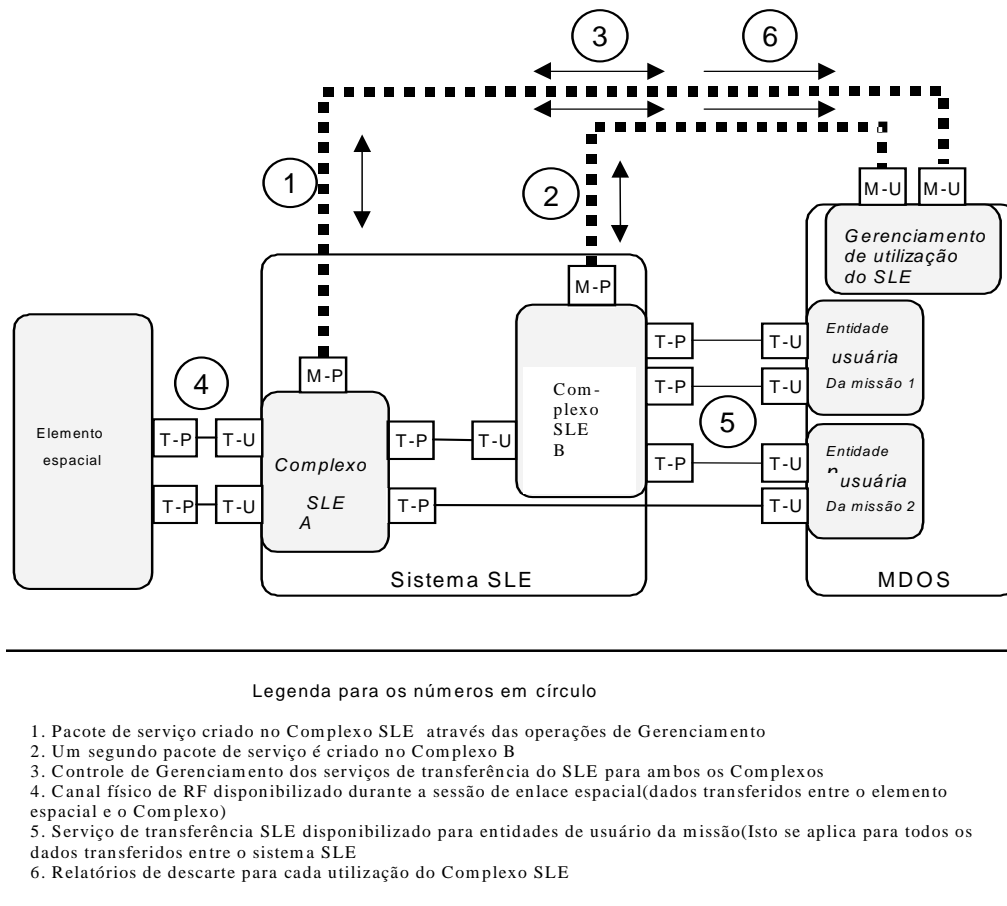 3
6
1
2
M-U
M-U
Gerenciamento
de utilização
do SLE
M-P
Entidade
usuária
Da missão 1
T-P
T-U
T-P
T-U
M-P
4
5
Com-
plexo
SLE
B
Elemento
espacial
T-P
T-U
T-P
T-U
Complexo
SLE
A
T-P
T-U
Entidade
usuária
Da missão 2
T-P
T-U
T-P
T-U
Sistema SLE
MDOS
Legenda para os números em círculo
1. Pacote de serviço criado no Complexo SLE através das operações de Gerenciamento
2. Um segundo pacote de serviço é criado no Complexo B
3. Controle de Gerenciamento dos serviços de transferência do SLE para ambos os Complexos
4. Canal físico de RF disponibilizado durante a sessão de enlace espacial(dados transferidos entre o elemento
espacial e o Complexo)
5. Serviço de transferência SLE disponibilizado para entidades de usuário da missão(Isto se aplica para todos os
dados transferidos entre o sistema SLE
6. Relatórios de descarte para cada utilização do Complexo SLE